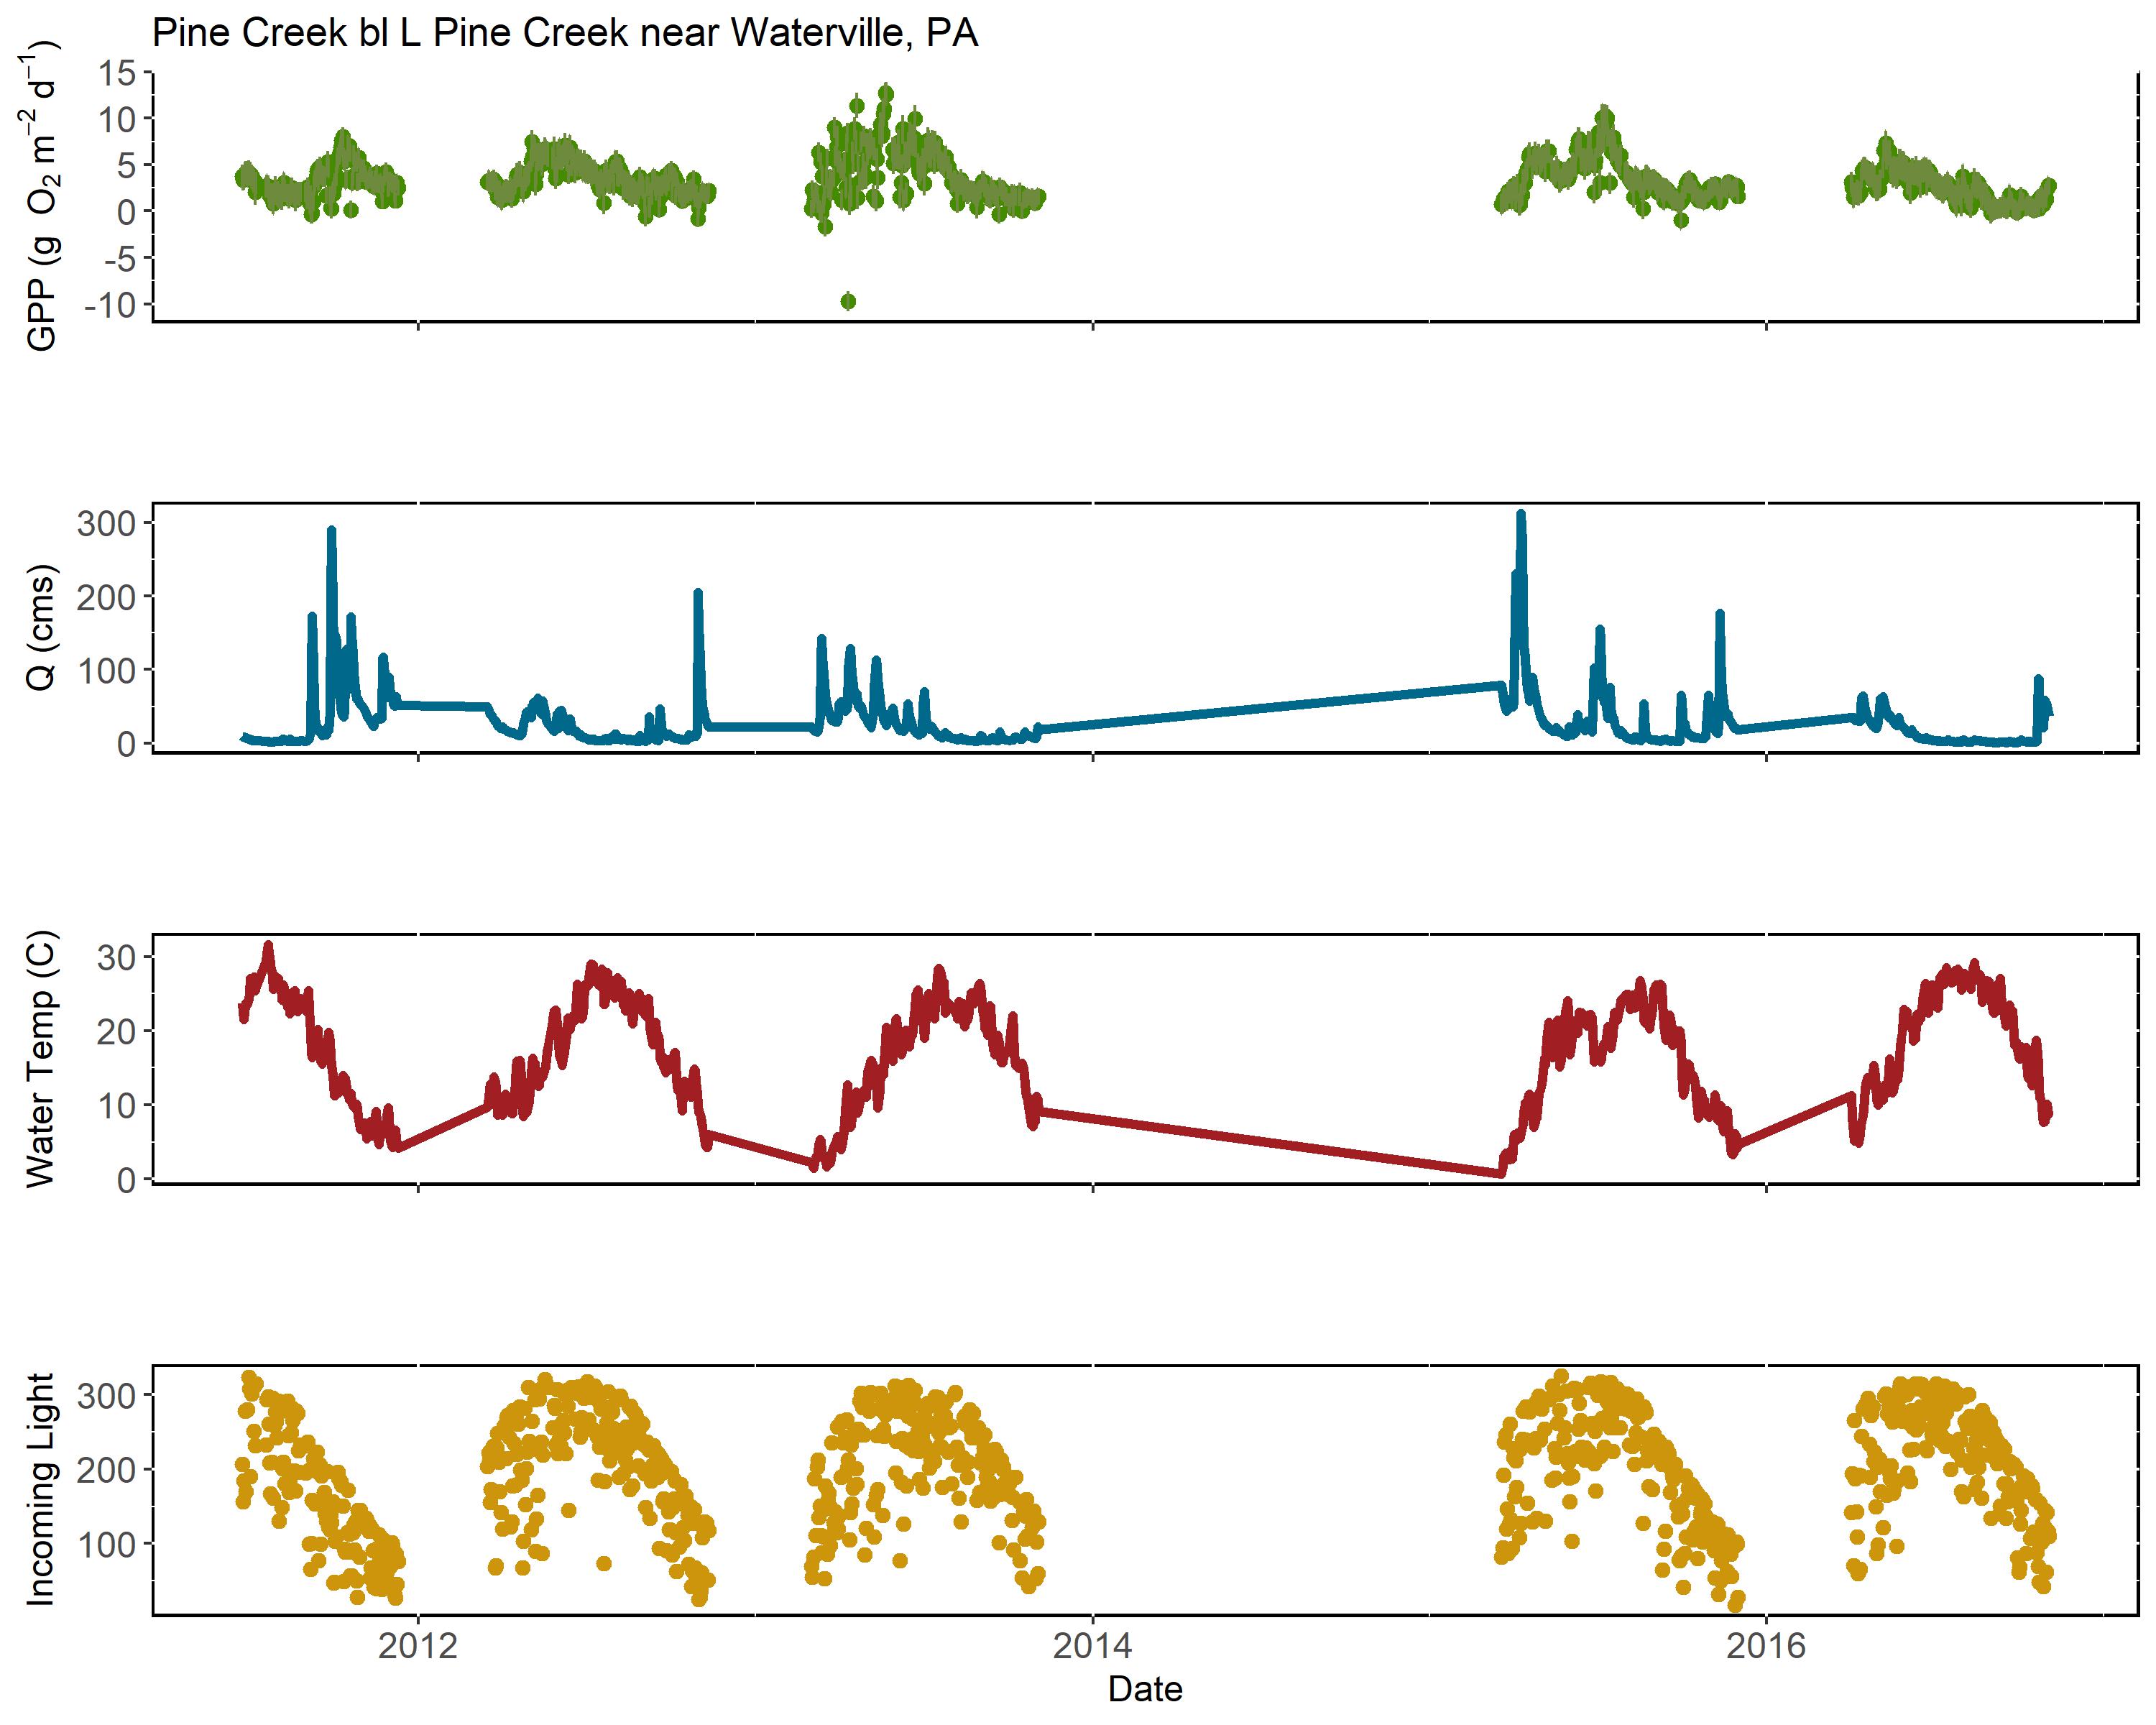 Pine Creek bl L Pine Creek near Waterville, PA
GPP (g O₂ m⁻² d⁻¹)
15
10
5
0
-5
-10
Q (cms)
300
200
100
0
Water Temp (C)
30
20
10
0
Incoming Light
300
200
100
2012 2014 2016
Date